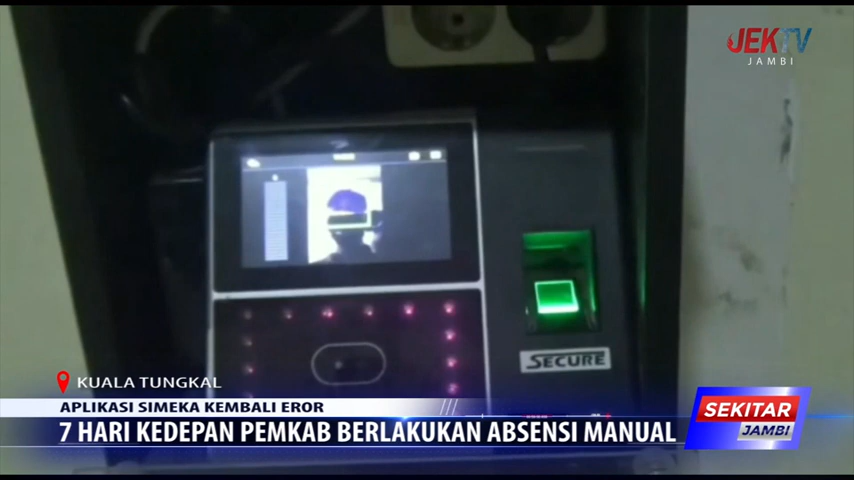 JEKTV
JAMBI
SECURE
KUALA TUNGKAL
APLIKASI SIMEKA KEMBALI EROR
7 HARI KEDEPAN PEMKAB BERLAKUKAN ABSENSI MANUAL
SEKITAR
JAMBI